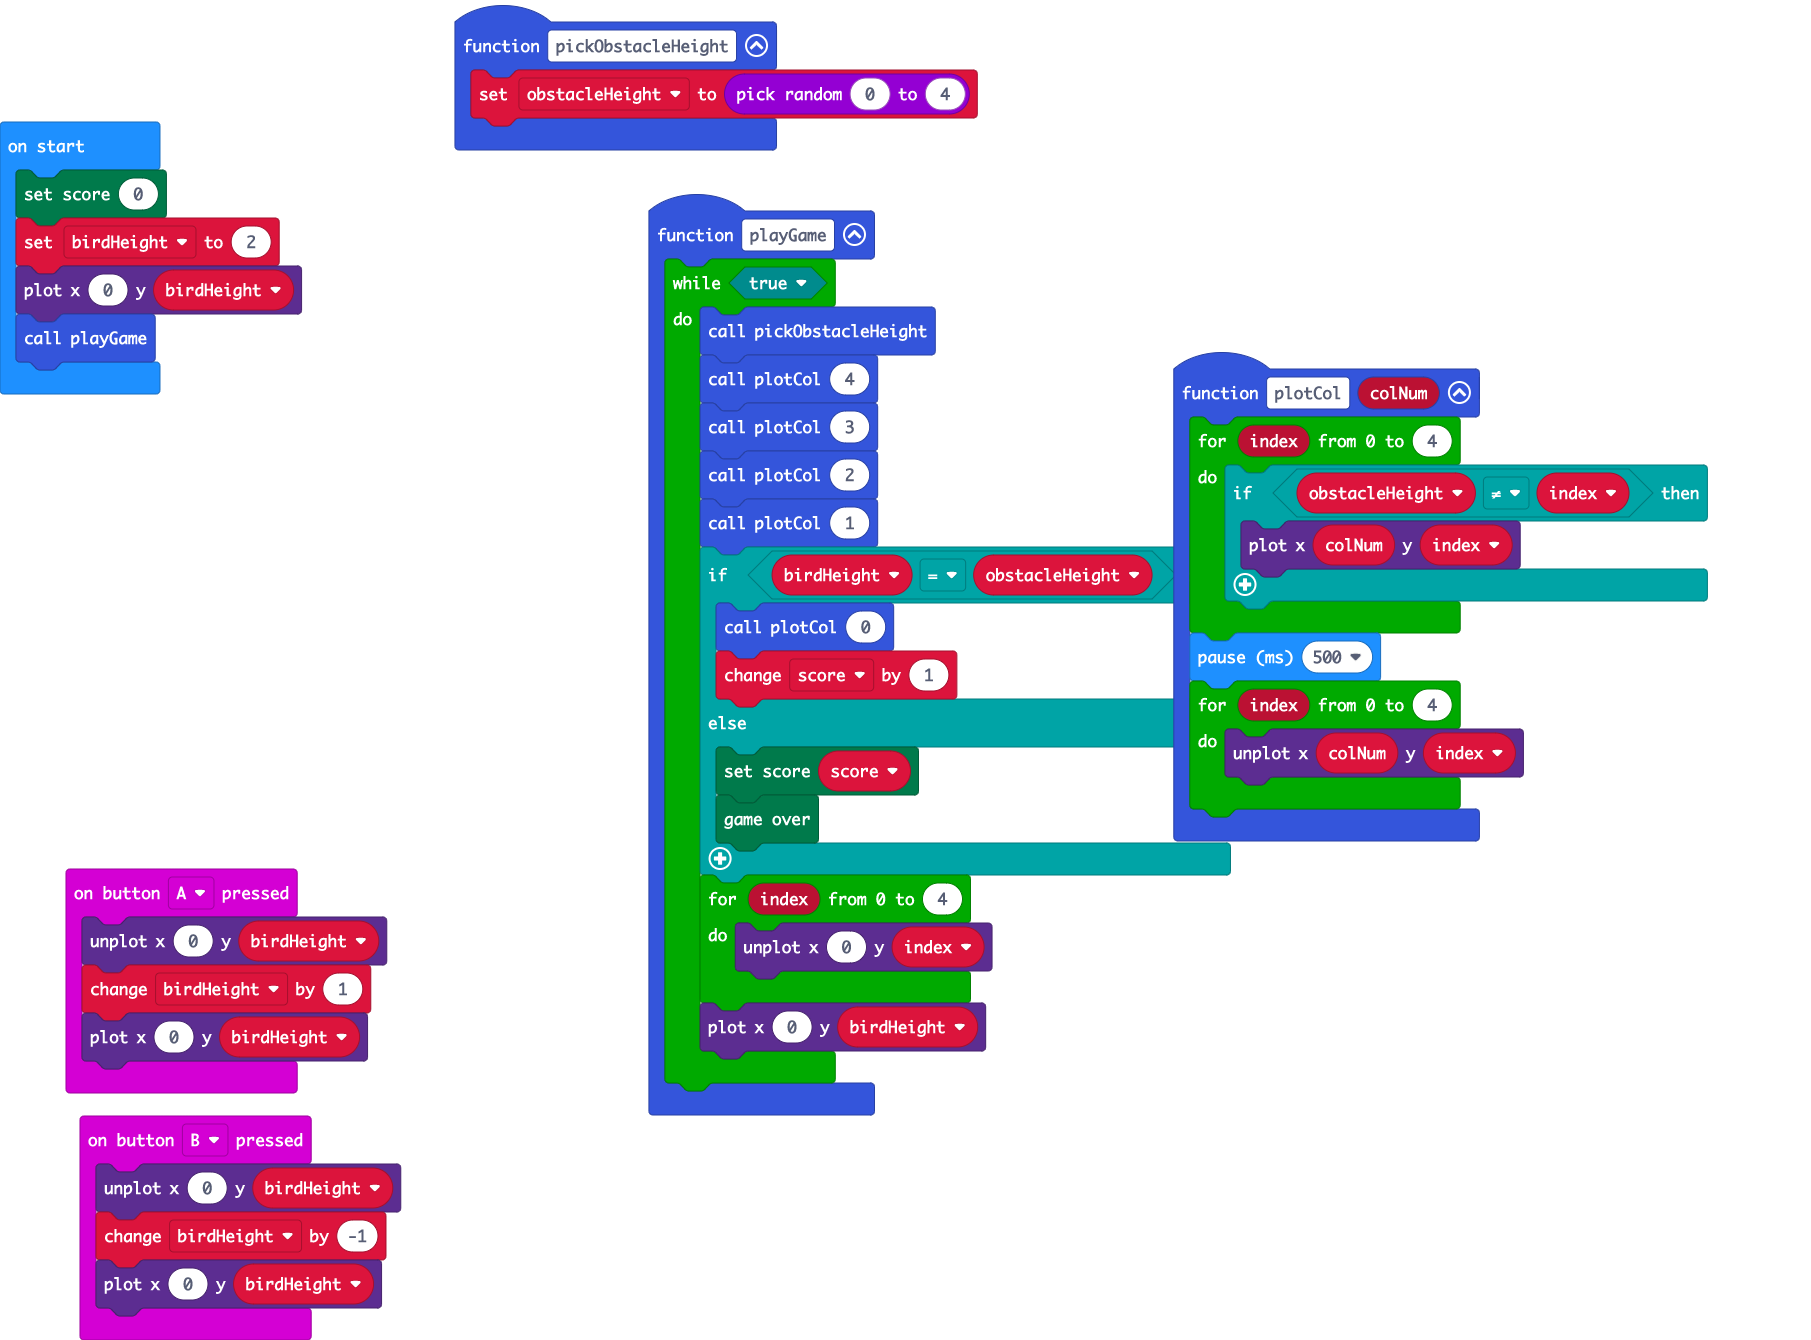 function pickObstacleHeight
set obstacleHeight to pick random 0 to 4
on start
set score 0
set birdHeight to 2
plot x 0 y birdHeight
call playGame
function playGame
while true
do
call pickObstacleHeight
call plotCol 4
call plotCol 3
call plotCol 2
call plotCol 1
if birdHeight = obstacleHeight
call plotCol 0
change score by 1
else
set score score
game over
for index from 0 to 4
do
unplot x 0 y index
plot x 0 y birdHeight
function plotCol colNum
for index from 0 to 4
do
if obstacleHeight ≠ index then
plot x colNum y index
pause (ms) 500
for index from 0 to 4
do
unplot x colNum y index
on button A pressed
unplot x 0 y birdHeight
change birdHeight by 1
plot x 0 y birdHeight
on button B pressed
unplot x 0 y birdHeight
change birdHeight by -1
plot x 0 y birdHeight